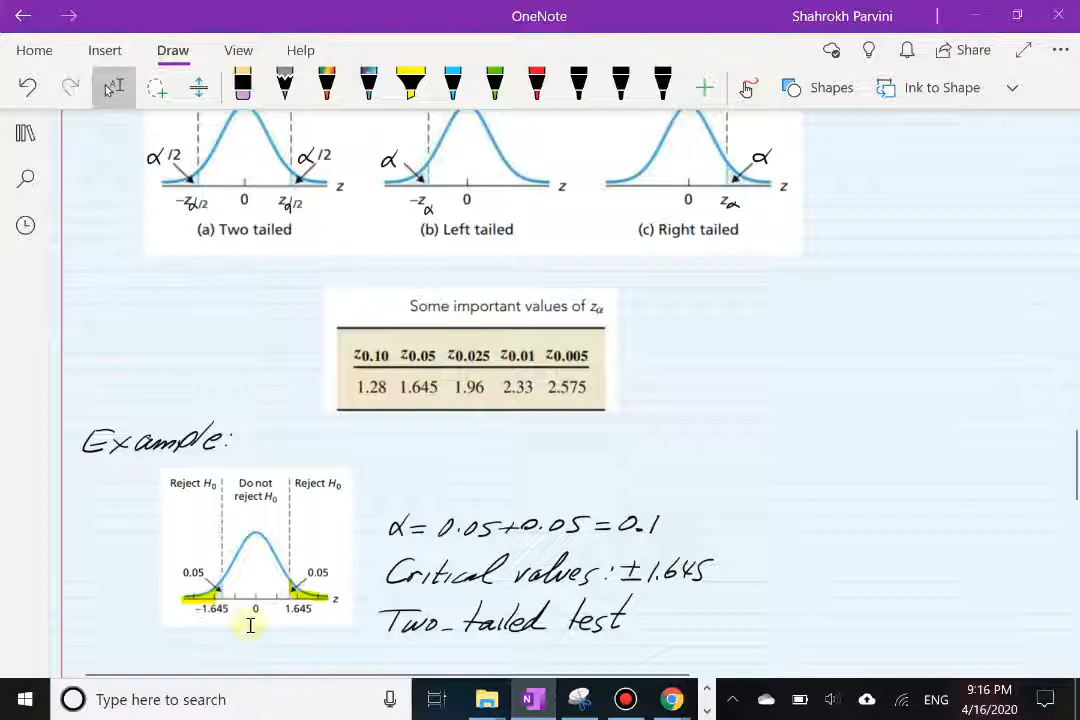 OneNote
Shahrokh Parvini
Home Insert Draw View Help
Share
Shapes
Ink to Shape
α/2 α/2 α α
-zα/2 0 zα/2 z
-zα 0 z
0 zα z
(a) Two tailed (b) Left tailed (c) Right tailed
Some important values of zα
z0.10 z0.05 z0.025 z0.01 z0.005
1.28 1.645 1.96 2.33 2.575
Example:
Reject H0 Do not reject H0 Reject H0
0.05 0.05
-1.645 0 1.645 z
α = 0.05+0.05 = 0.1
Critical values: ±1.645
Two-tailed test
Type here to search
ENG
9:16 PM
4/16/2020